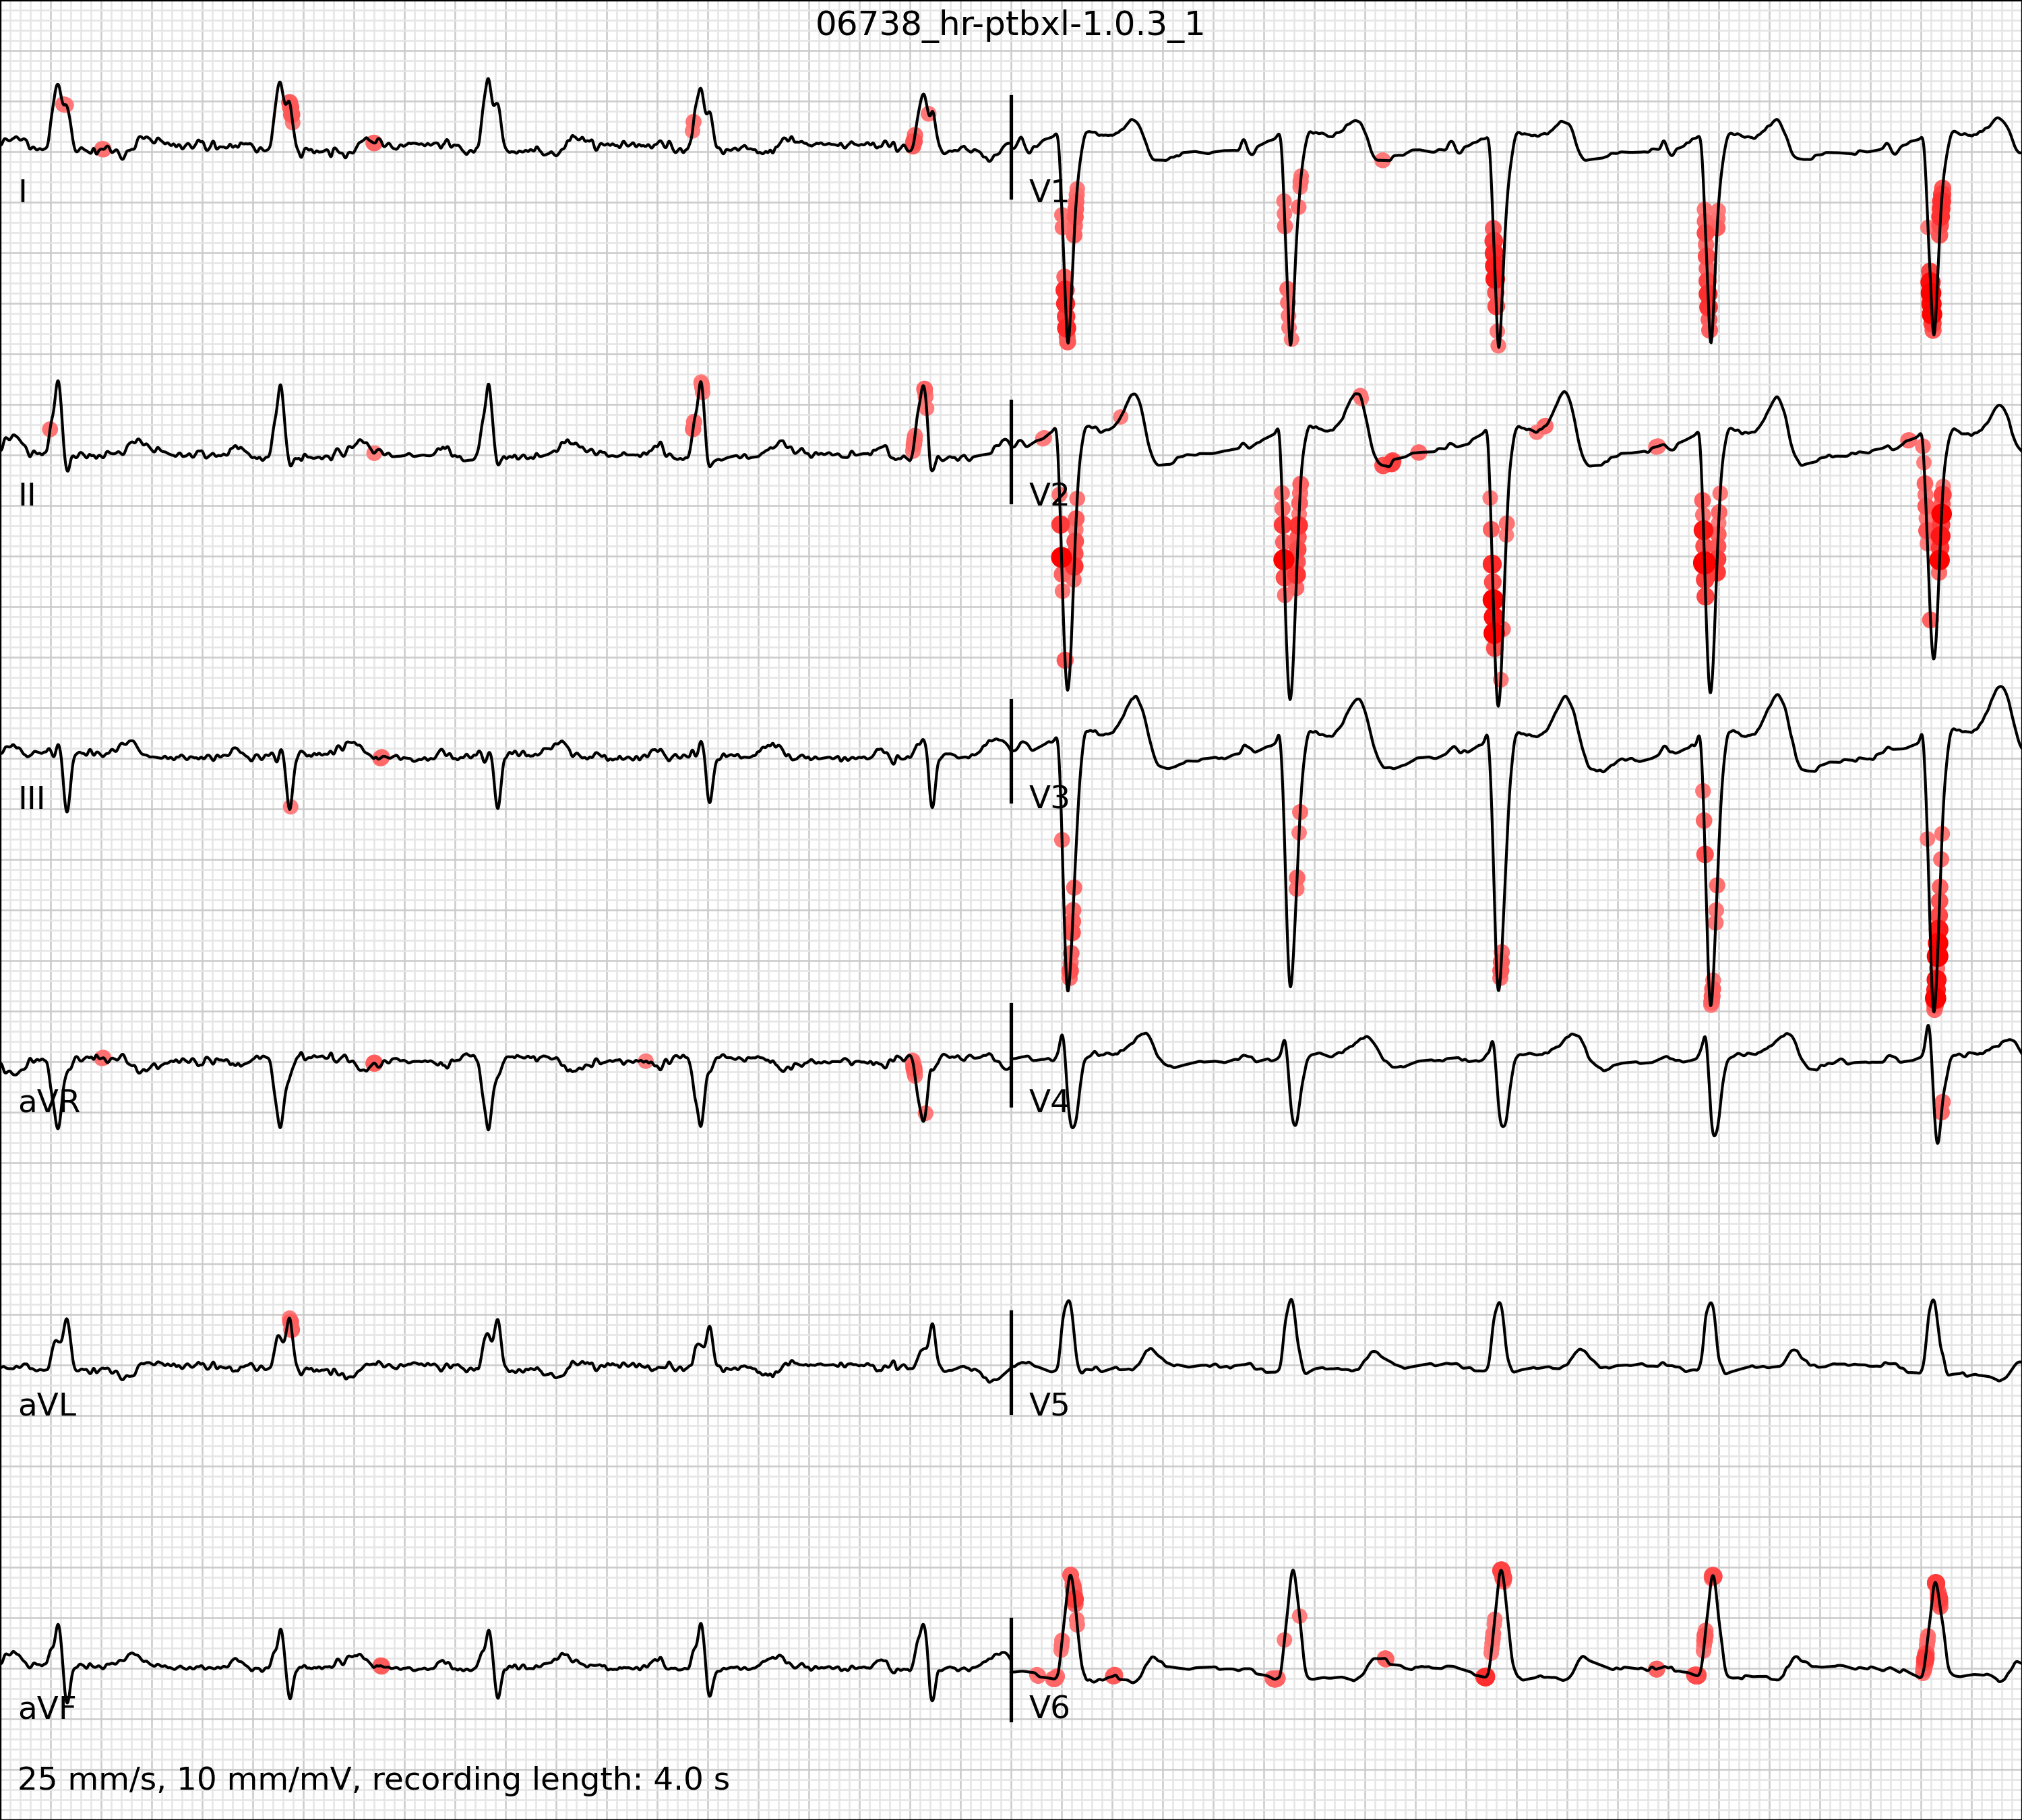 06738_hr-ptbxl-1.0.3_1
I
V1
II
V2
III
V3
aVR
V4
aVL
V5
aVF
V6
25 mm/s, 10 mm/mV, recording length: 4.0 s